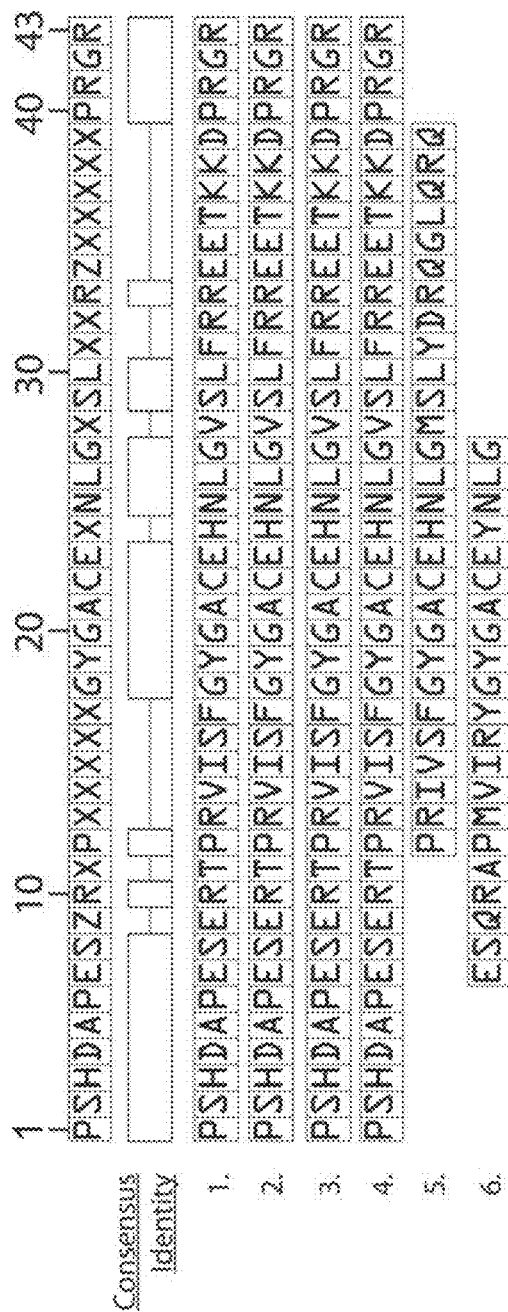 1 10 20 30 40 43
Consensus PSHDAPESZRXPXXXXXGYGACEXNLGXSLXXRZXXXXXPRGR
Identity
1. PSHDAPESERTPRVISFGYGACEHNLGVSLFRREETKKDPRGR
2. PSHDAPESERTPRVISFGYGACEHNLGVSLFRREETKKDPRGR
3. PSHDAPESERTPRVISFGYGACEHNLGVSLFRREETKKDPRGR
4. PSHDAPESERTPRVISFGYGACEHNLGVSLFRREETKKDPRGR
5. PRIVSFGYGACEHNLGMSLYDRQGLQRQ
6. ESQRAPMVIRYGYGACEYNLG